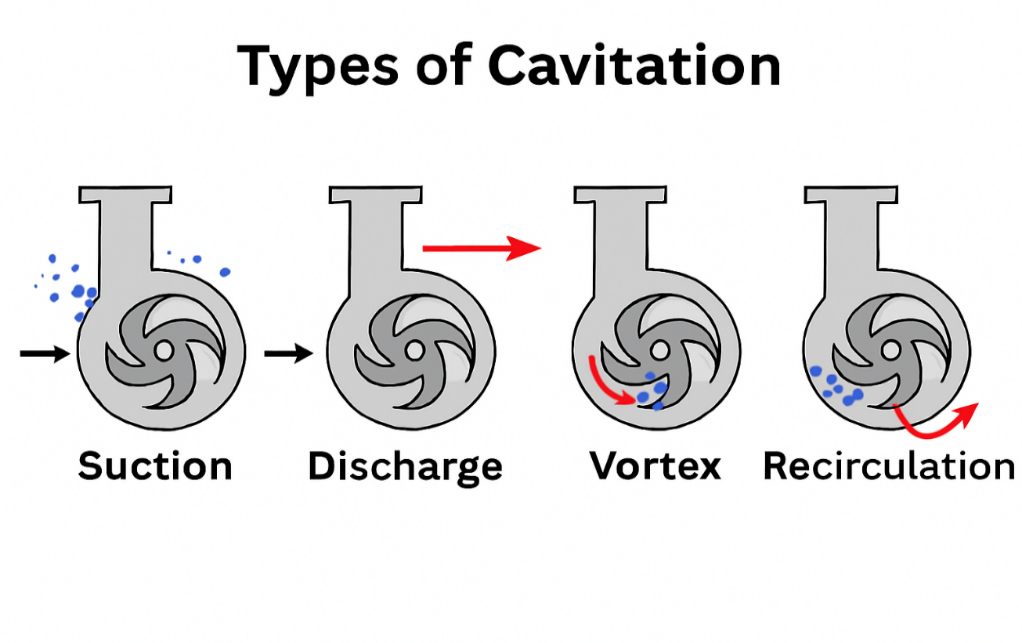 Types of Cavitation
Suction
Discharge
Vortex
Recirculation